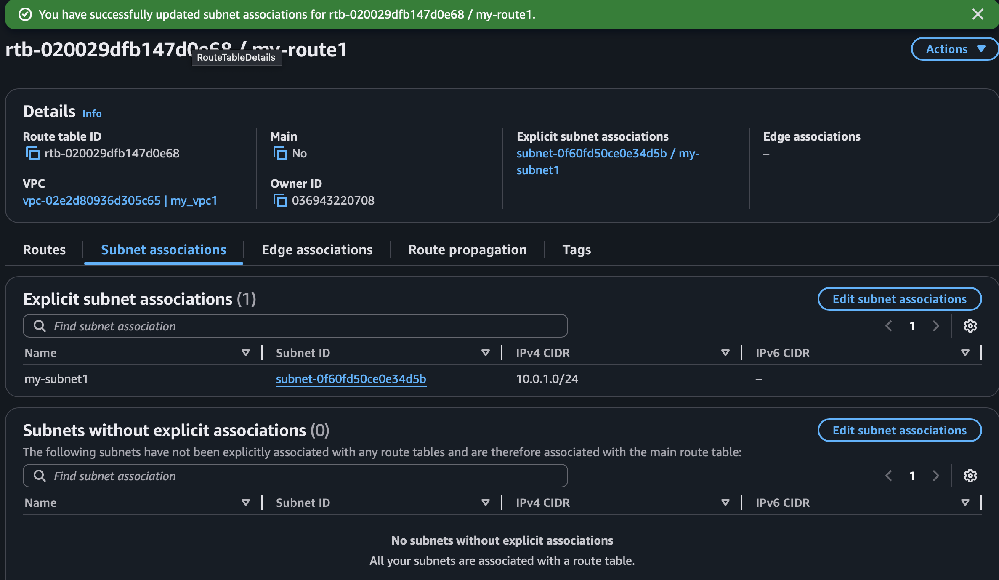 You have successfully updated subnet associations for rtb-020029dfb147d0e68 / my-route1.
rtb-020029dfb147d0e68 / my-route1
RouteTableDetails
Actions
Details Info
Route table ID
rtb-020029dfb147d0e68
Main
No
Explicit subnet associations
subnet-0f60fd50ce0e34d5b / my-
subnet1
Edge associations
–
VPC
vpc-02e2d80936d305c65 | my_vpc1
Owner ID
036943220708
Routes
Subnet associations
Edge associations
Route propagation
Tags
Explicit subnet associations (1)
Edit subnet associations
Find subnet association
1
Name Subnet ID IPv4 CIDR IPv6 CIDR
my-subnet1 subnet-0f60fd50ce0e34d5b 10.0.1.0/24 –
Subnets without explicit associations (0)
Edit subnet associations
The following subnets have not been explicitly associated with any route tables and are therefore associated with the main route table:
Find subnet association
1
Name Subnet ID IPv4 CIDR IPv6 CIDR
No subnets without explicit associations
All your subnets are associated with a route table.